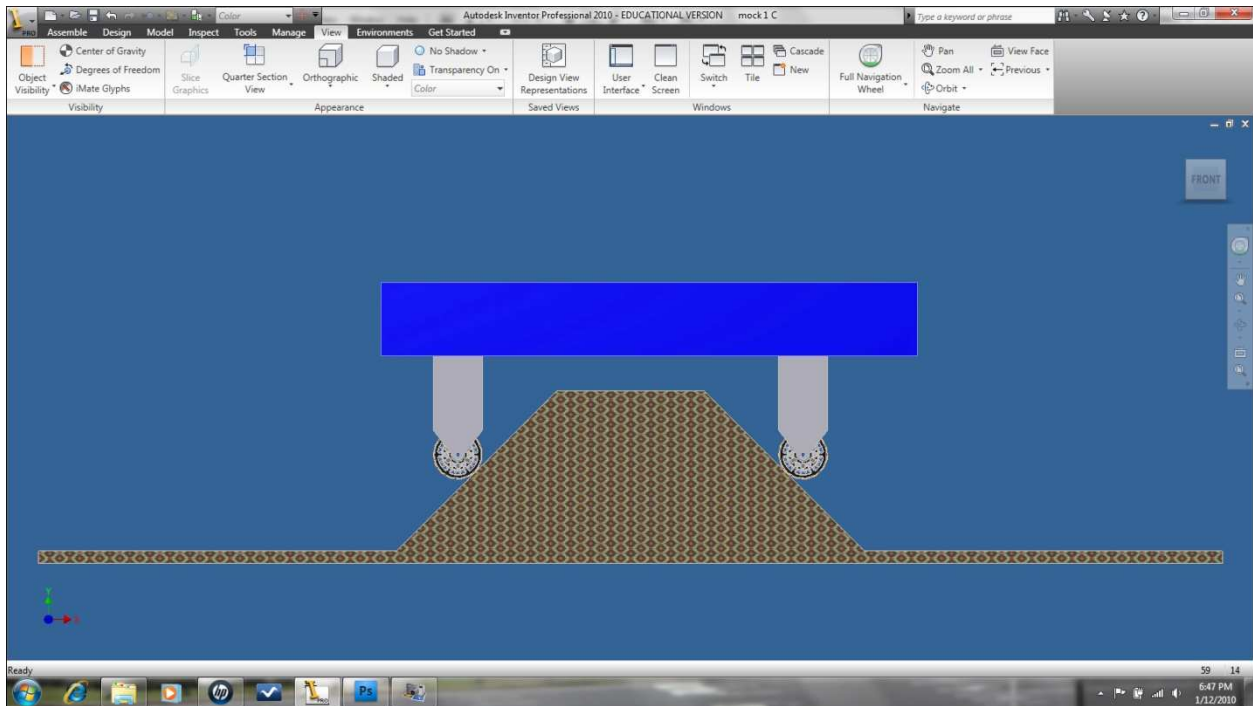 Color
Autodesk Inventor Professional 2010 - EDUCATIONAL VERSION mock 1 C
Type a keyword or phrase
PRO Assemble Design Model Inspect Tools Manage View Environments Get Started
Object Visibility
Center of Gravity
Degrees of Freedom
iMate Glyphs
Slice Graphics
Quarter Section View
Orthographic
Shaded
No Shadow
Transparency On
Color
Design View Representations
User Interface
Clean Screen
Switch
Tile
Cascade
New
Full Navigation Wheel
Pan
Zoom All
Orbit
View Face
Previous
Visibility Appearance Saved Views Windows Navigate
FRONT
Y
X
Ready
59 14
hp
PRO
Ps
6:47 PM
1/12/2010